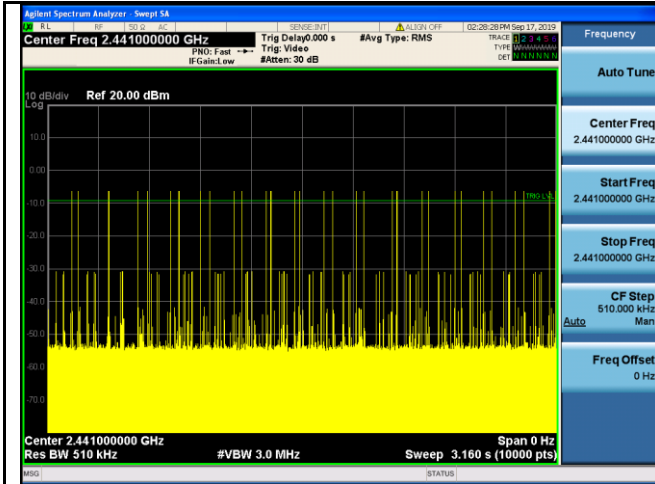 Agilent Spectrum Analyzer - Swept SA
RL RF 50 Ω AC SENSE:INT ALIGN OFF 02:28:28 PM Sep 17, 2019
Center Freq 2.441000000 GHz
PNO: Fast
IFGain:Low
Trig Delay0.000 s
Trig: Video
#Atten: 30 dB
#Avg Type: RMS
TRACE 1 2 3 4 5 6
TYPE
DET N N N N N N
10 dB/div Ref 20.00 dBm
Log
10.0
0.00
TRIG LVL
-10.0
-20.0
-30.0
-40.0
-50.0
-60.0
-70.0
Center 2.441000000 GHz Span 0 Hz
Res BW 510 kHz #VBW 3.0 MHz Sweep 3.160 s (10000 pts)
MSG STATUS
Frequency
Auto Tune
Center Freq
2.441000000 GHz
Start Freq
2.441000000 GHz
Stop Freq
2.441000000 GHz
CF Step
510.000 kHz
Auto Man
Freq Offset
0 Hz